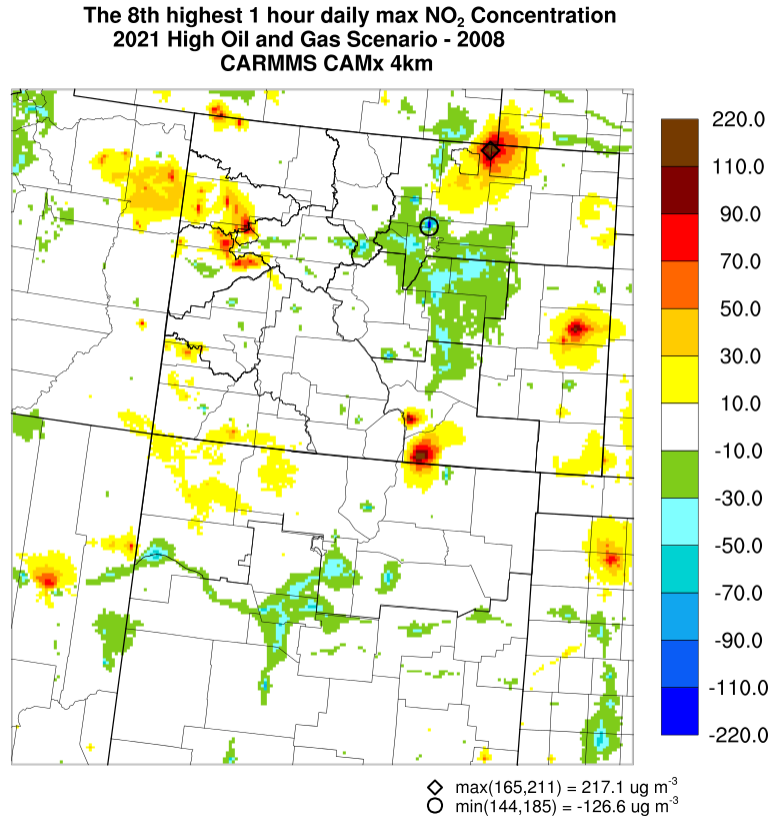 The 8th highest 1 hour daily max NO₂ Concentration
2021 High Oil and Gas Scenario - 2008
CARMMS CAMx 4km
220.0
110.0
90.0
70.0
50.0
30.0
10.0
-10.0
-30.0
-50.0
-70.0
-90.0
-110.0
-220.0
max(165,211) = 217.1 ug m⁻³
min(144,185) = -126.6 ug m⁻³